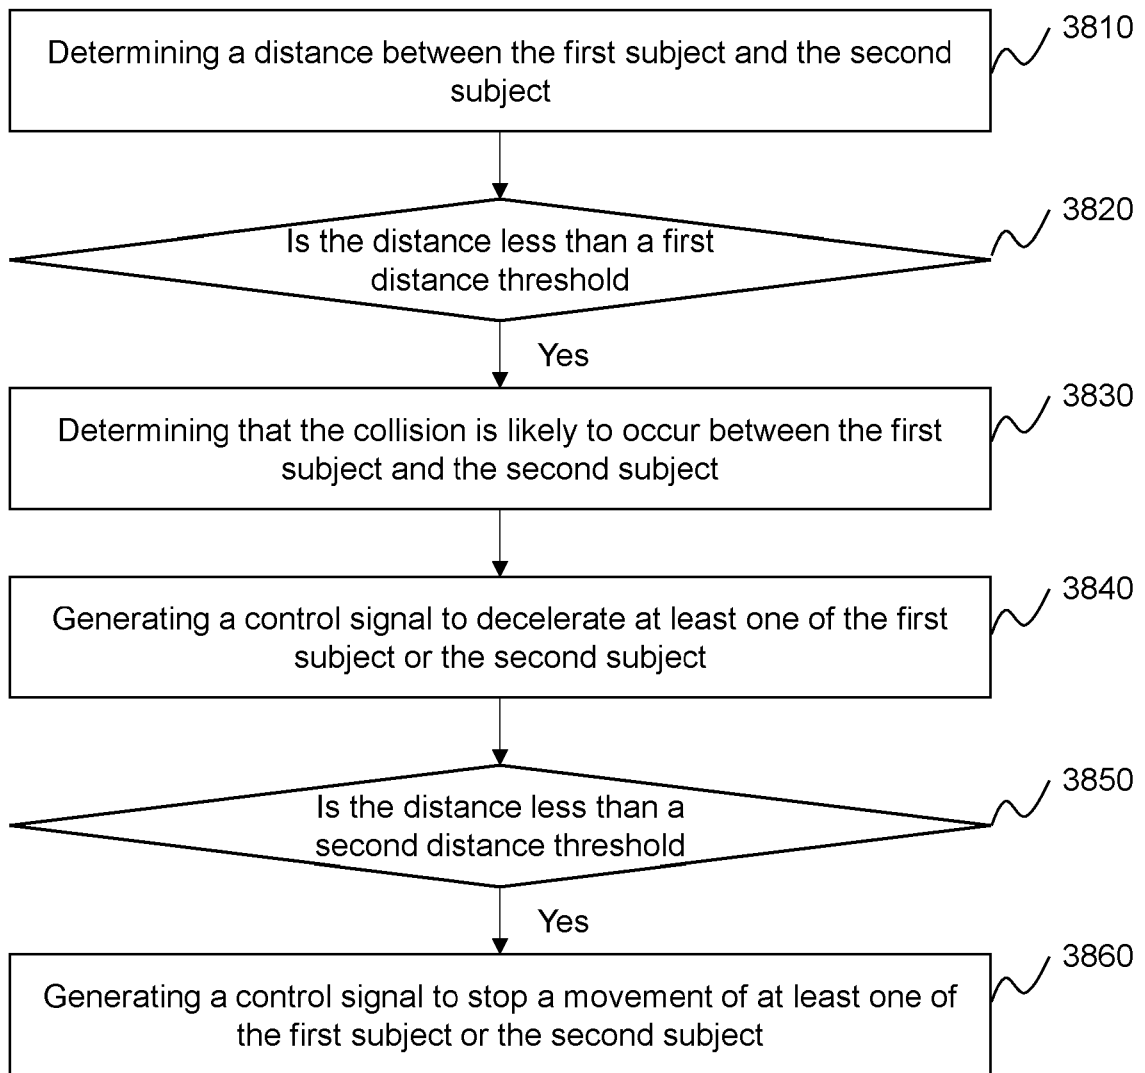 3810
Determining a distance between the first subject and the second
subject
3820
Is the distance less than a first
distance threshold
Yes
3830
Determining that the collision is likely to occur between the first
subject and the second subject
3840
Generating a control signal to decelerate at least one of the first
subject or the second subject
3850
Is the distance less than a
second distance threshold
Yes
3860
Generating a control signal to stop a movement of at least one of
the first subject or the second subject